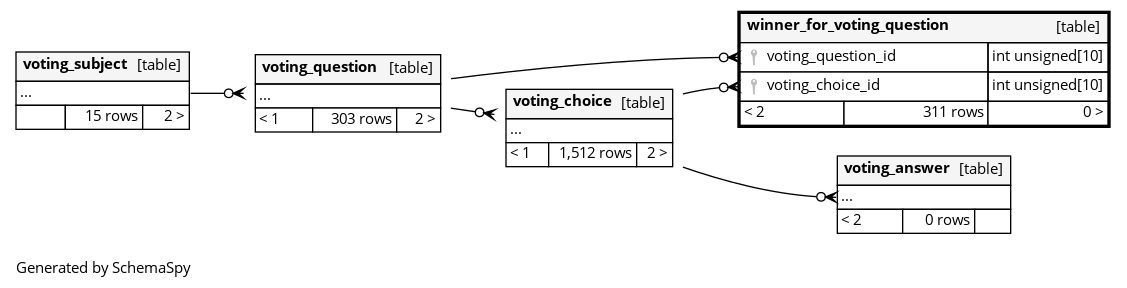 voting_subject [table]
...
15 rows 2 >
voting_question [table]
...
< 1 303 rows 2 >
voting_choice [table]
...
< 1 1,512 rows 2 >
winner_for_voting_question [table]
voting_question_id int unsigned[10]
voting_choice_id int unsigned[10]
< 2 311 rows 0 >
voting_answer [table]
...
< 2 0 rows
Generated by SchemaSpy